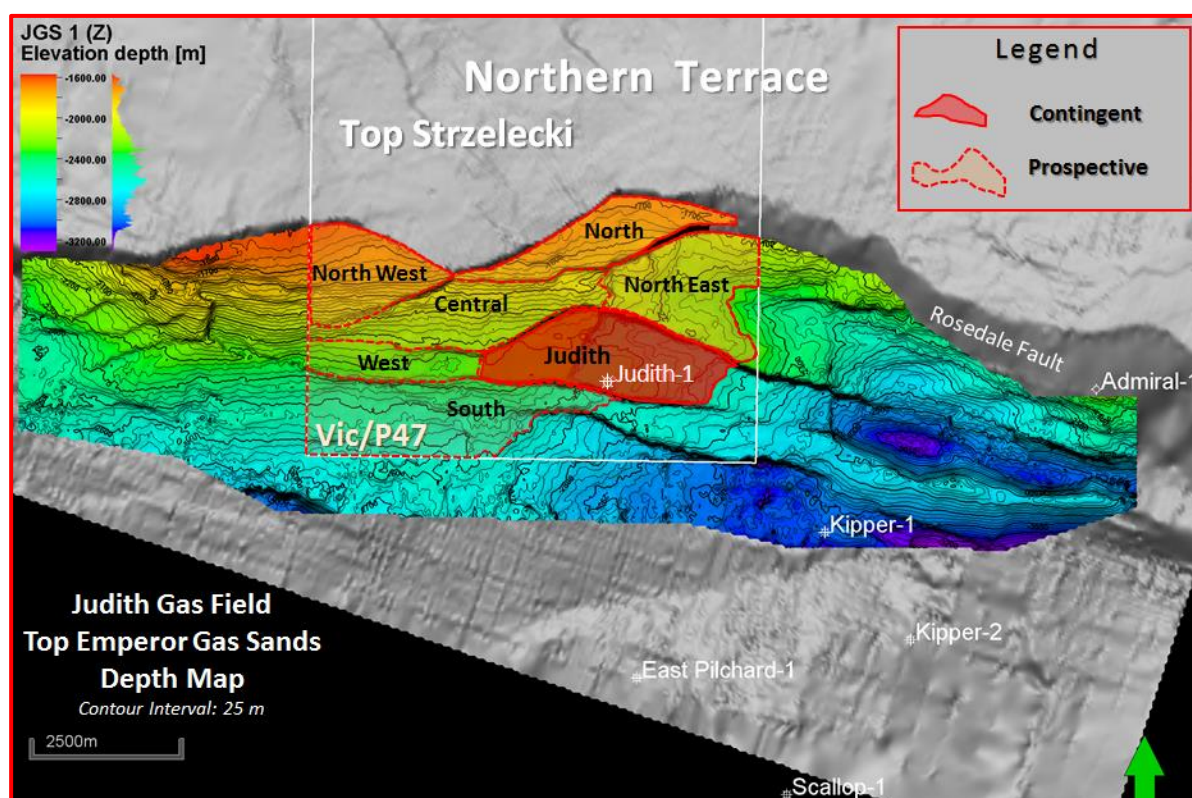 JGS 1 (Z)
Elevation depth [m]
-1600.00
-2000.00
-2400.00
-2800.00
-3200.00
Northern Terrace
Top Strzelecki
Legend
Contingent
Prospective
North
North West
North East
Central
Rosedale Fault
West
Judith
Judith-1
Admiral-1
South
Vic/P47
Kipper-1
Judith Gas Field
Top Emperor Gas Sands
Depth Map
Contour Interval: 25 m
Kipper-2
East Pilchard-1
2500m
Scallop-1